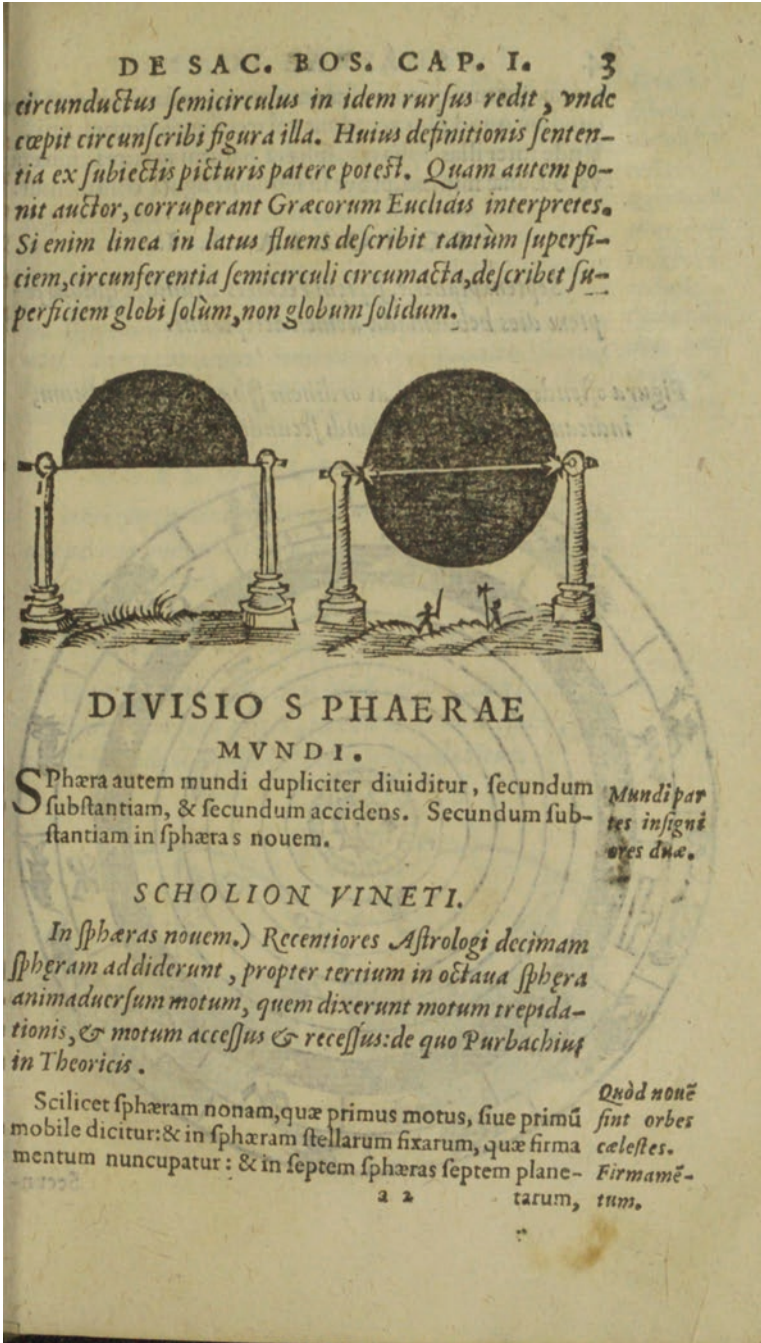 DE SAC. BOS. CAP. I. 3
circunductus ſemicirculus in idem rurſus redit, vnde
cœpit circunſcribi figura illa. Huius definitionis ſenten-
tia ex ſubiectis picturis patere poteſt. Quam autem po-
nit auctor, corruperant Græcorum Euclidis interpretes.
Si enim linea in latus fluens deſcribit tantùm ſuperfi-
ciem, circunferentia ſemicirculi circumacta, deſcribet ſu-
perficiem globi ſolùm, non globum ſolidum.
DIVISIO S PHAERAE
MVNDI.
SPhæra autem mundi dupliciter diuiditur, ſecundum
ſubſtantiam, & ſecundum accidens. Secundum ſub-
ſtantiam in ſphæras nouem.
Mundi par
tes inſigni
ores duæ.
SCHOLION VINETI.
In ſphæras nouem.) Recentiores Aſtrologi decimam
ſphęram addiderunt, propter tertium in octaua ſphęra
animaduerſum motum, quem dixerunt motum trepida-
tionis, & motum acceſſus & receſſus: de quo Purbachius
in Theoricis.
Scilicet ſphæram nonam, quæ primus motus, ſiue primũ
mobile dicitur: & in ſphæram ſtellarum fixarum, quæ firma
mentum nuncupatur: & in ſeptem ſphæras ſeptem plane-
a 2 tarum,
Quòd nouẽ
ſint orbes
cæleſtes.
Firmamẽ-
tum.